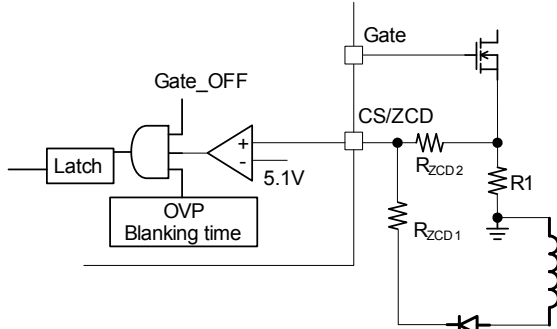 Gate
Gate_OFF
CS/ZCD
+
-
5.1V
Latch
OVP
Blanking time
RZCD2
R1
RZCD1